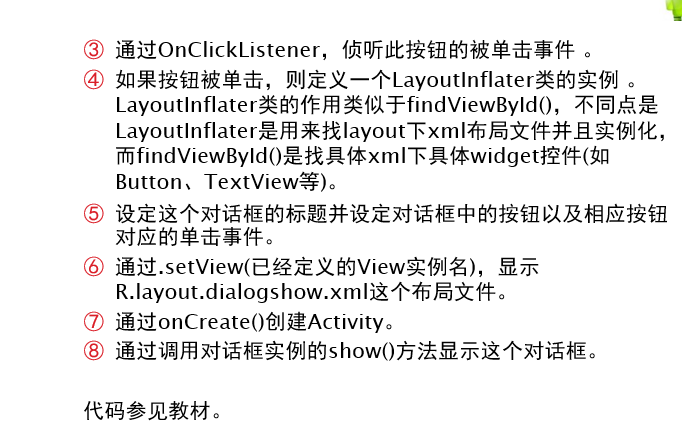 ③ 通过OnClickListener，侦听此按钮的被单击事件 。
④ 如果按钮被单击，则定义一个LayoutInflater类的实例 。
LayoutInflater类的作用类似于findViewById()，不同点是
LayoutInflater是用来找layout下xml布局文件并且实例化，
而findViewById()是找具体xml下具体widget控件(如
Button、TextView等)。
⑤ 设定这个对话框的标题并设定对话框中的按钮以及相应按钮
对应的单击事件。
⑥ 通过.setView(已经定义的View实例名)，显示
R.layout.dialogshow.xml这个布局文件。
⑦ 通过onCreate()创建Activity。
⑧ 通过调用对话框实例的show()方法显示这个对话框。
代码参见教材。